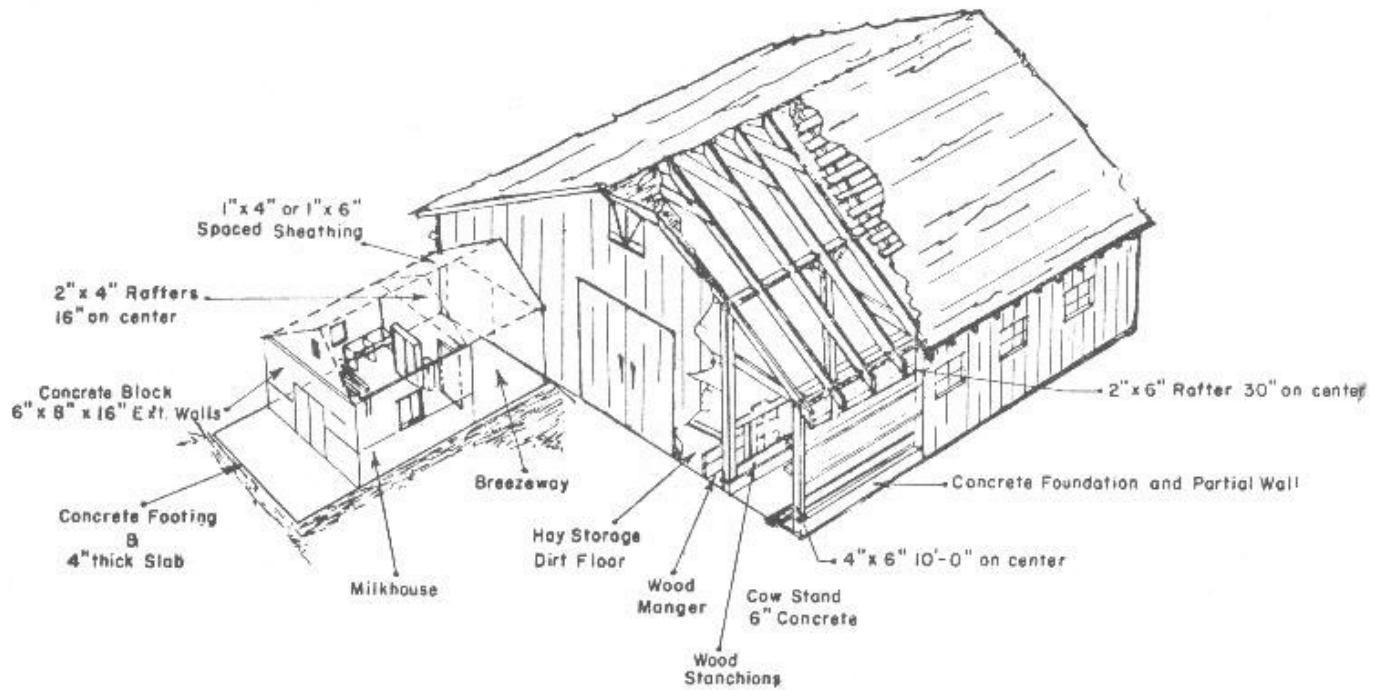 1"x 4" or 1"x 6"
Spaced Sheathing
2"x 4" Rafters
16" on center
Concrete Block
6"x 8"x 16" Ext. Walls
Concrete Footing
&
4" thick Slab
Milkhouse
Breezeway
Hay Storage
Dirt Floor
Wood
Manger
Cow Stand
6" Concrete
Wood
Stanchions
4"x 6" 10'-0" on center
Concrete Foundation and Partial Wall
2"x 6" Rafter 30" on center